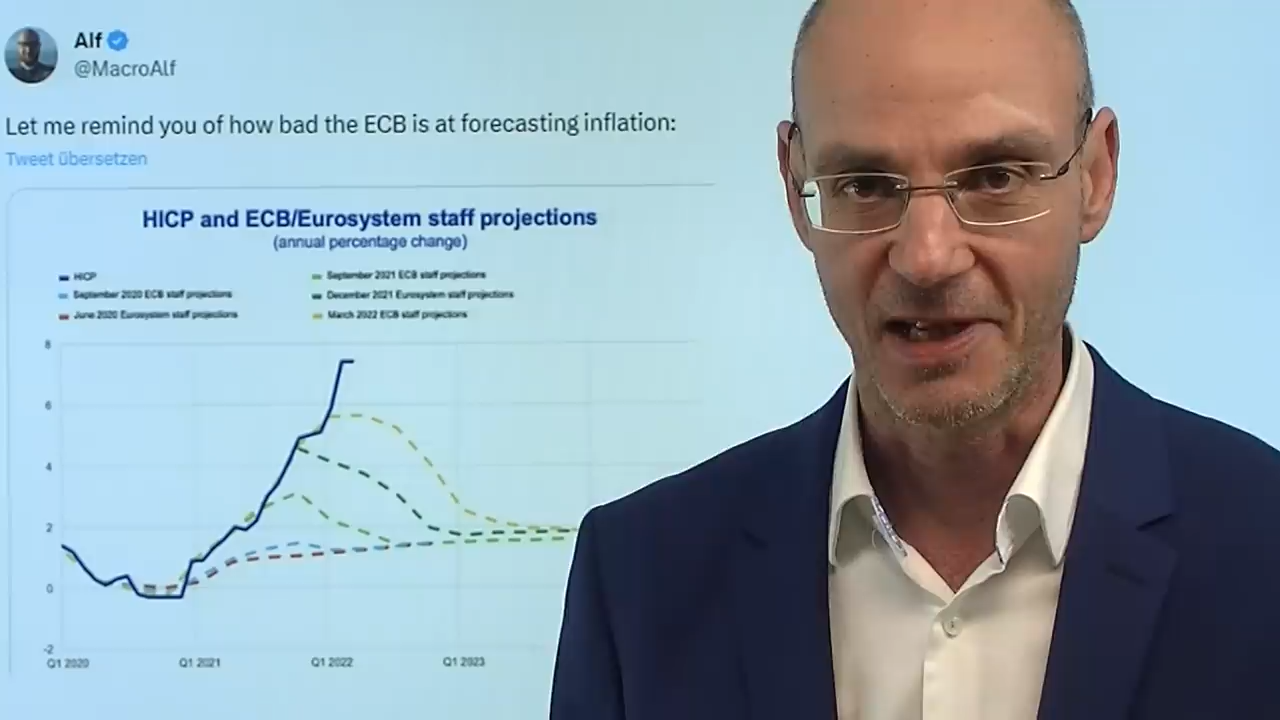 Alf
@MacroAlf
Let me remind you of how bad the ECB is at forecasting inflation:
Tweet übersetzen
HICP and ECB/Eurosystem staff projections
(annual percentage change)
HICP
September 2020 ECB staff projections
June 2020 Eurosystem staff projections
September 2021 ECB staff projections
December 2021 Eurosystem staff projections
March 2022 ECB staff projections
8
6
4
2
0
-2
Q1 2020
Q1 2021
Q1 2022
Q1 2023